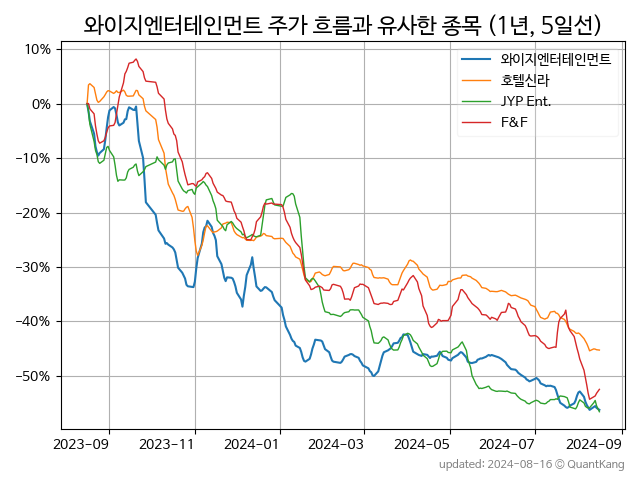 와이지엔터테인먼트 주가 흐름과 유사한 종목 (1년, 5일선)
10%
0%
−10%
−20%
−30%
−40%
−50%
와이지엔터테인먼트
호텔신라
JYP Ent.
F&F
2023-09 2023-11 2024-01 2024-03 2024-05 2024-07 2024-09
updated: 2024-08-16 © QuantKang